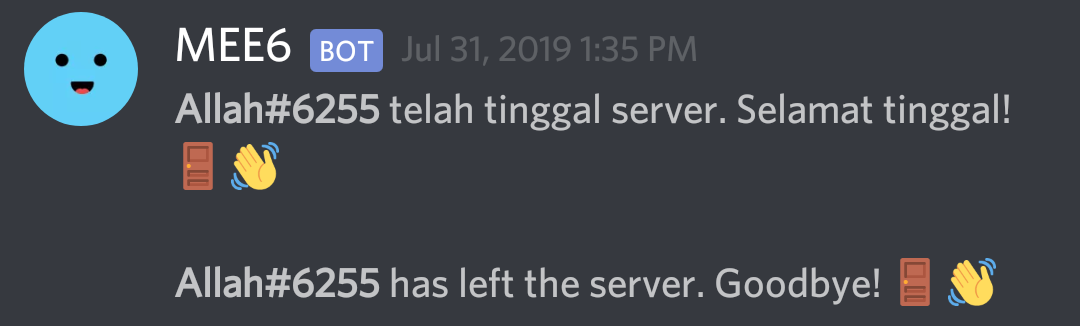 MEE6 BOT Jul 31, 2019 1:35 PM
Allah#6255 telah tinggal server. Selamat tinggal!
🚪 👋
Allah#6255 has left the server. Goodbye! 🚪 👋